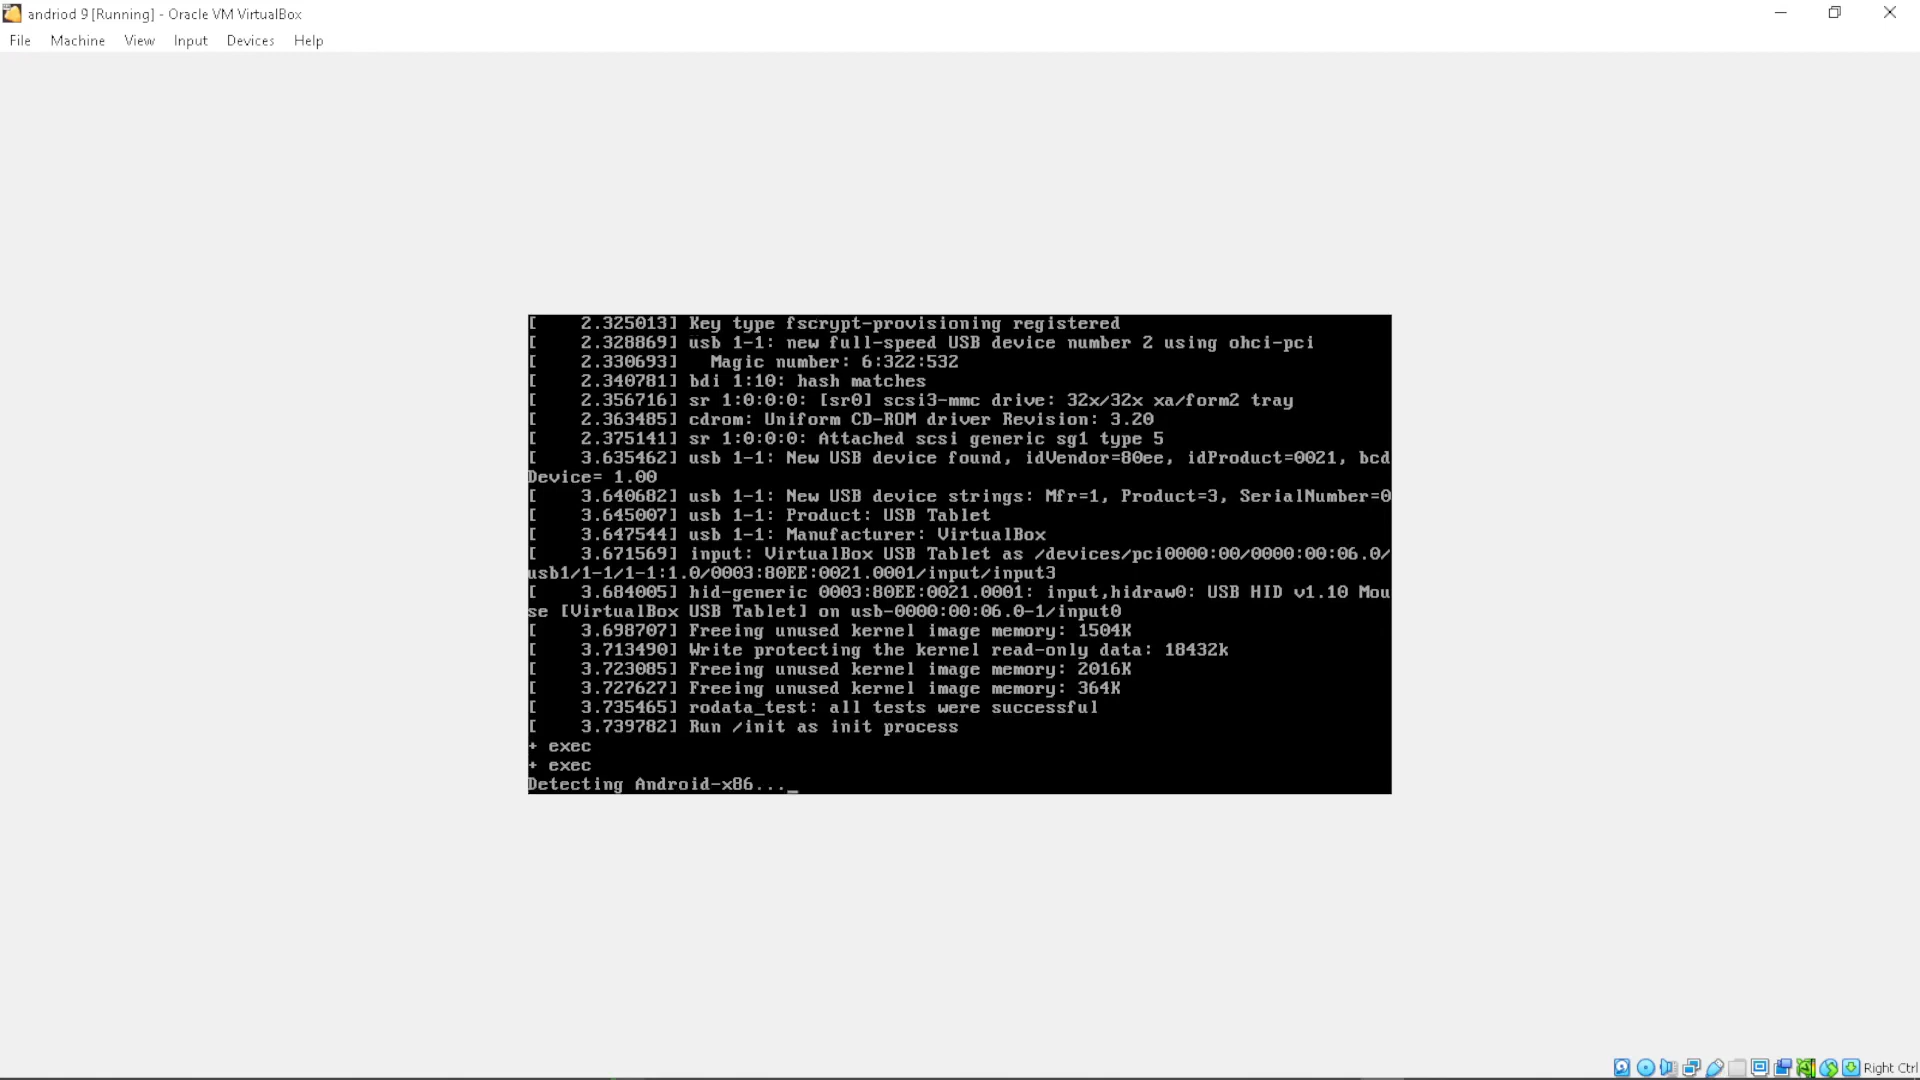 andriod 9 [Running] - Oracle VM VirtualBox
File Machine View Input Devices Help
[    2.325013] Key type fscrypt-provisioning registered
[    2.328869] usb 1-1: new full-speed USB device number 2 using ohci-pci
[    2.330693]   Magic number: 6:322:532
[    2.340781] bdi 1:10: hash matches
[    2.356716] sr 1:0:0:0: [sr0] scsi3-mmc drive: 32x/32x xa/form2 tray
[    2.363485] cdrom: Uniform CD-ROM driver Revision: 3.20
[    2.375141] sr 1:0:0:0: Attached scsi generic sg1 type 5
[    3.635462] usb 1-1: New USB device found, idVendor=80ee, idProduct=0021, bcd
Device= 1.00
[    3.640682] usb 1-1: New USB device strings: Mfr=1, Product=3, SerialNumber=0
[    3.645007] usb 1-1: Product: USB Tablet
[    3.647544] usb 1-1: Manufacturer: VirtualBox
[    3.671569] input: VirtualBox USB Tablet as /devices/pci0000:00/0000:00:06.0/
usb1/1-1/1-1:1.0/0003:80EE:0021.0001/input/input3
[    3.684005] hid-generic 0003:80EE:0021.0001: input,hidraw0: USB HID v1.10 Mou
se [VirtualBox USB Tablet] on usb-0000:00:06.0-1/input0
[    3.698707] Freeing unused kernel image memory: 1504K
[    3.713490] Write protecting the kernel read-only data: 18432k
[    3.723085] Freeing unused kernel image memory: 2016K
[    3.727627] Freeing unused kernel image memory: 364K
[    3.735465] rodata_test: all tests were successful
[    3.739782] Run /init as init process
+ exec
+ exec
Detecting Android-x86..._
Right Ctrl